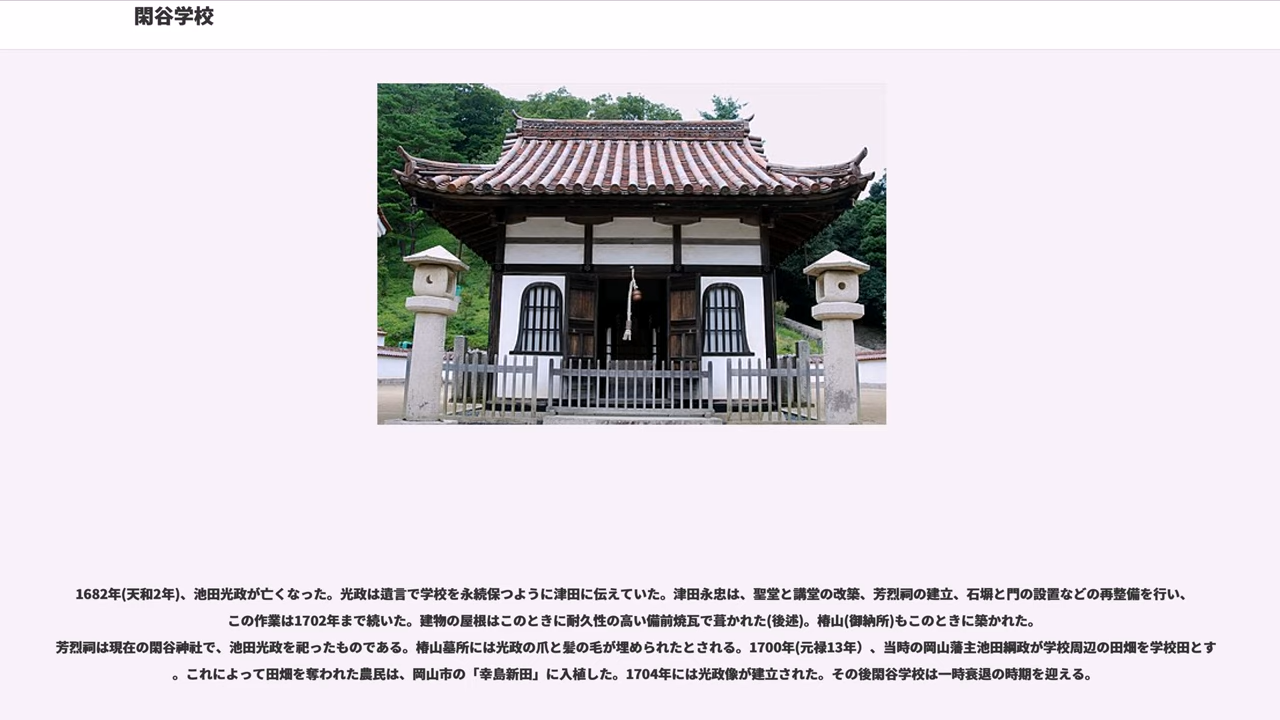 閑谷学校
1682年(天和2年)、池田光政が亡くなった。光政は遺言で学校を永続保つように津田に伝えていた。津田永忠は、聖堂と講堂の改築、芳烈祠の建立、石塀と門の設置などの再整備を行い、
この作業は1702年まで続いた。建物の屋根はこのときに耐久性の高い備前焼瓦で葺かれた(後述)。椿山(御納所)もこのときに築かれた。
芳烈祠は現在の閑谷神社で、池田光政を祀ったものである。椿山墓所には光政の爪と髪の毛が埋められたとされる。1700年(元禄13年）、当時の岡山藩主池田綱政が学校周辺の田畑を学校田とす
。これによって田畑を奪われた農民は、岡山市の「幸島新田」に入植した。1704年には光政像が建立された。その後閑谷学校は一時衰退の時期を迎える。